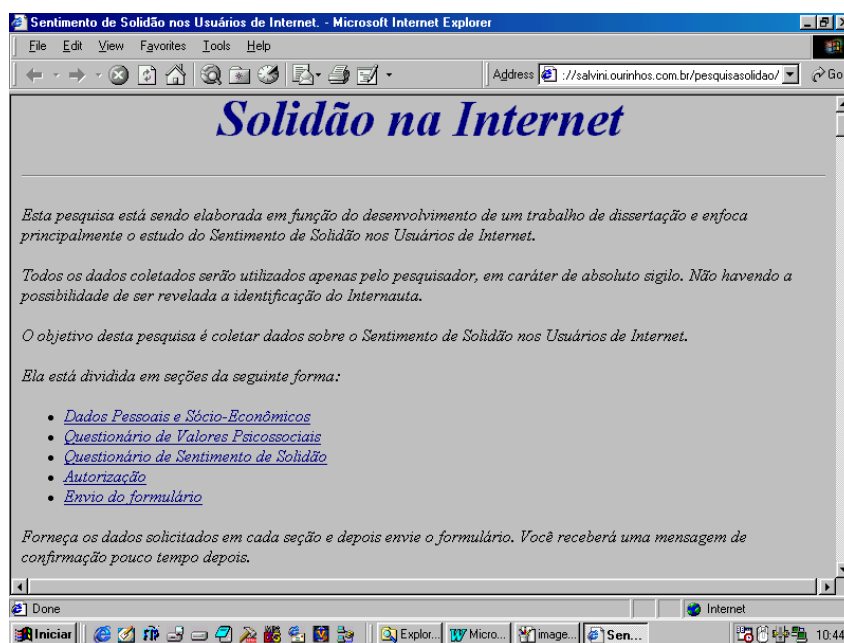 Sentimento de Solidão nos Usuários de Internet. - Microsoft Internet Explorer
File Edit View Favorites Tools Help
Address ://salvini.ourinhos.com.br/pesquisasolidao/ Go
Solidão na Internet
Esta pesquisa está sendo elaborada em função do desenvolvimento de um trabalho de dissertação e enfoca
principalmente o estudo do Sentimento de Solidão nos Usuários de Internet.
Todos os dados coletados serão utilizados apenas pelo pesquisador, em caráter de absoluto sigilo. Não havendo a
possibilidade de ser revelada a identificação do Internauta.
O objetivo desta pesquisa é coletar dados sobre o Sentimento de Solidão nos Usuários de Internet.
Ela está dividida em seções da seguinte forma:
• Dados Pessoais e Sócio-Econômicos
• Questionário de Valores Psicossociais
• Questionário de Sentimento de Solidão
• Autorização
• Envio do formulário
Forneça os dados solicitados em cada seção e depois envie o formulário. Você receberá uma mensagem de
confirmação pouco tempo depois.
Done Internet
Iniciar Explor... Micro... image... Sen... 10:44